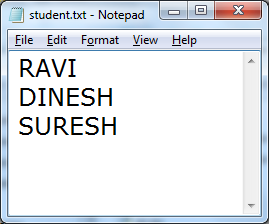 student.txt - Notepad
File Edit Format View Help
RAVI
DINESH
SURESH